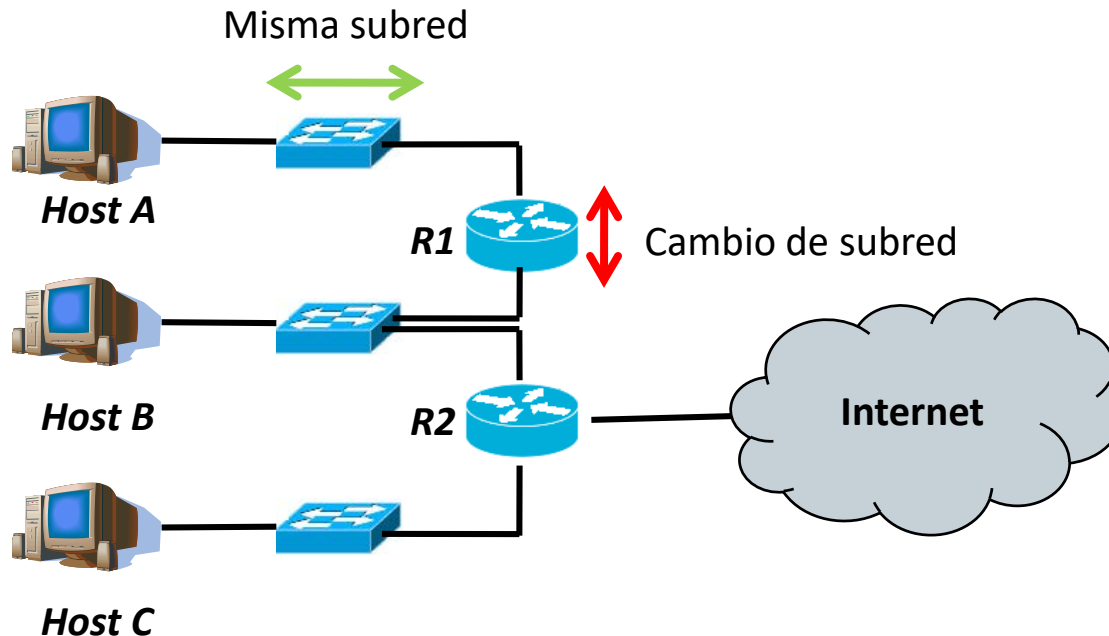 Misma subred
Host A
R1
Cambio de subred
Host B
R2
Internet
Host C